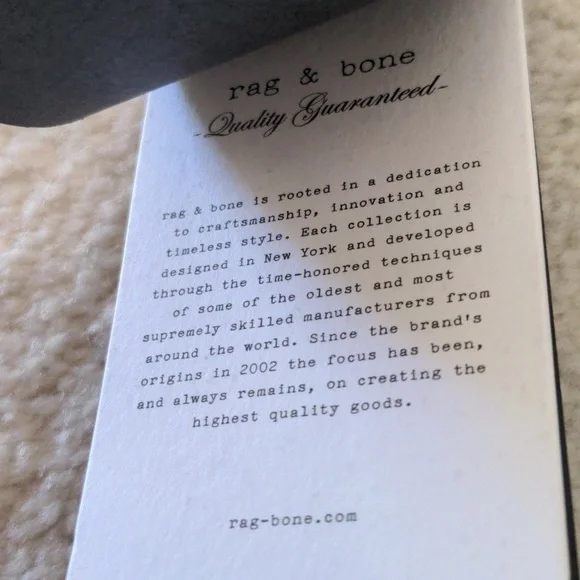 rag & bone
-Quality Guaranteed-
rag & bone is rooted in a dedication
to craftsmanship, innovation and
timeless style. Each collection is
designed in New York and developed
through the time-honored techniques
of some of the oldest and most
supremely skilled manufacturers from
around the world. Since the brand's
origins in 2002 the focus has been,
and always remains, on creating the
highest quality goods.
rag-bone.com